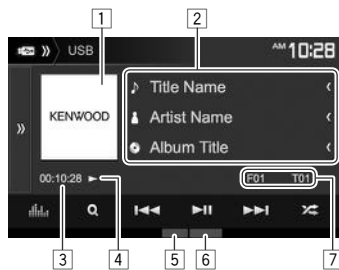 1 2
USB AM 10:28
Title Name
KENWOOD Artist Name
Album Title
00:10:28 F01 T01
3 4 5 6 7